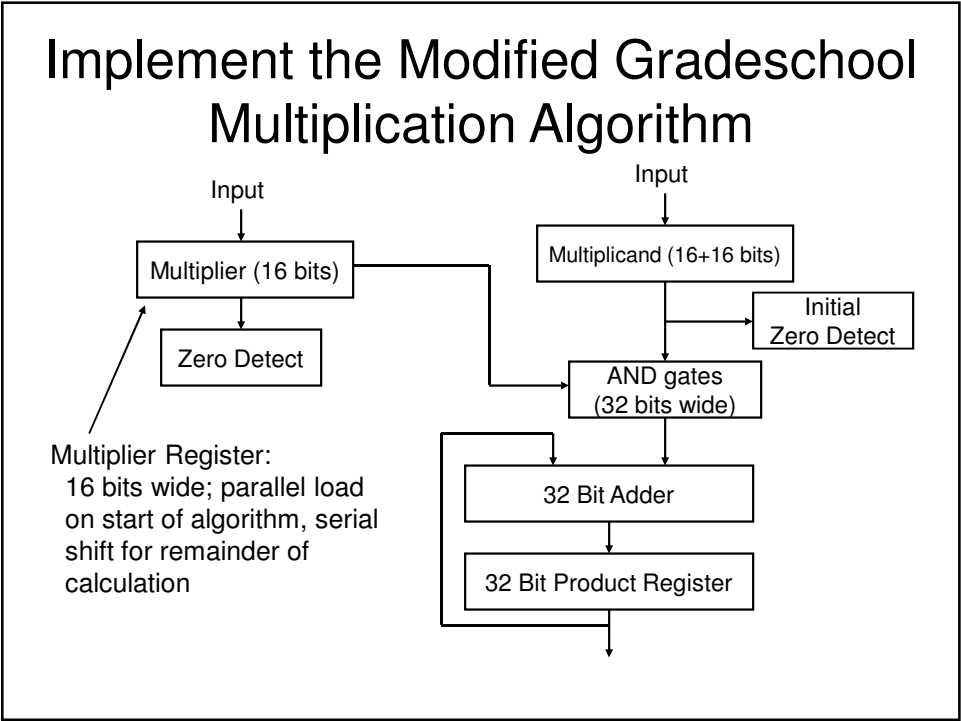 Implement the Modified Gradeschool
Multiplication Algorithm
Input
Input
Multiplier (16 bits)
Multiplicand (16+16 bits)
Initial
Zero Detect
Zero Detect
AND gates
(32 bits wide)
Multiplier Register:
16 bits wide; parallel load
on start of algorithm, serial
shift for remainder of
calculation
32 Bit Adder
32 Bit Product Register